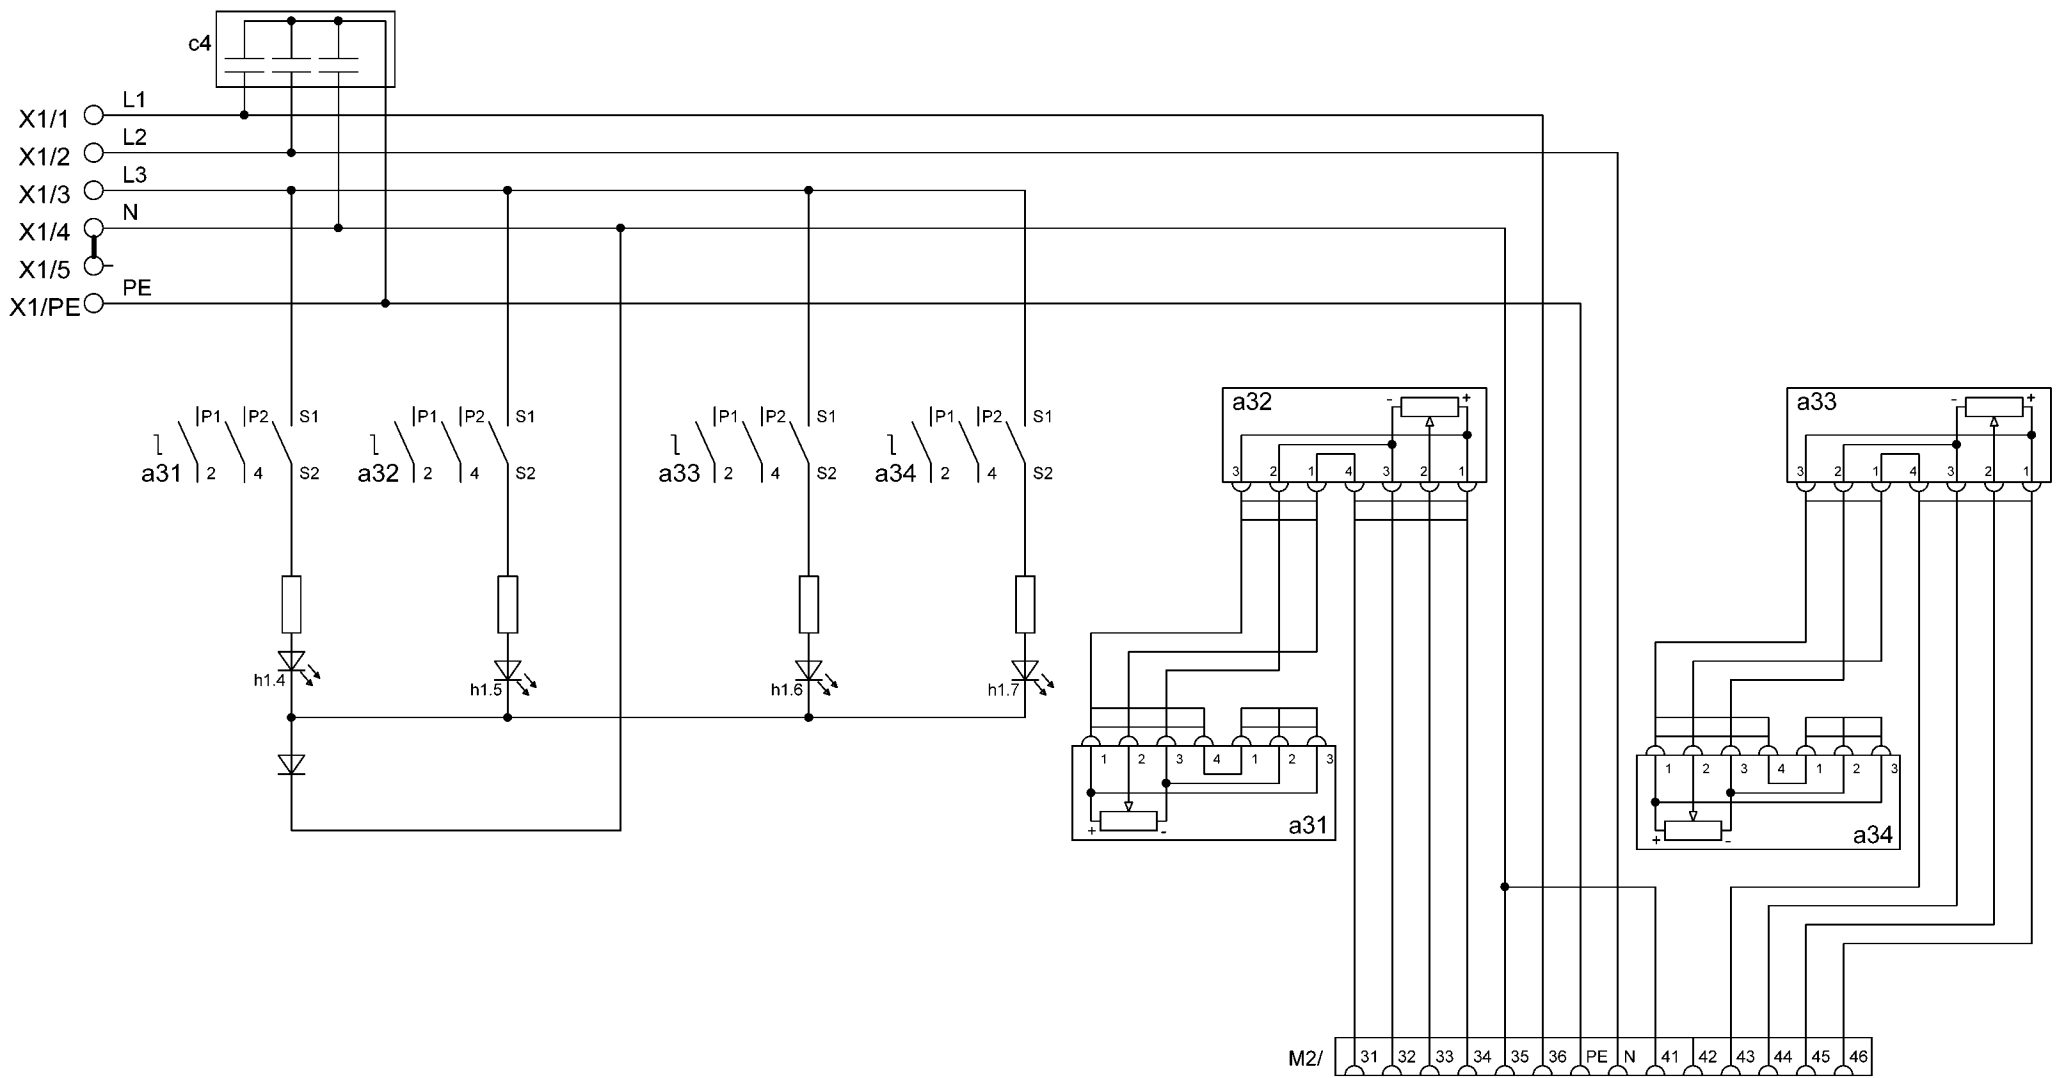 c4
L1
X1/1
L2
X1/2
L3
X1/3
N
X1/4
X1/5
PE
X1/PE
a31 P1 P2 S1
2 4 S2
a32 P1 P2 S1
2 4 S2
a33 P1 P2 S1
2 4 S2
a34 P1 P2 S1
2 4 S2
h1.4
h1.5
h1.6
h1.7
a32 - +
3 2 1 4 3 2 1
a33 - +
3 2 1 4 3 2 1
1 2 3 4 1 2 3
+ - a31
1 2 3 4 1 2 3
+ - a34
M2/ 31 32 33 34 35 36 PE N 41 42 43 44 45 46